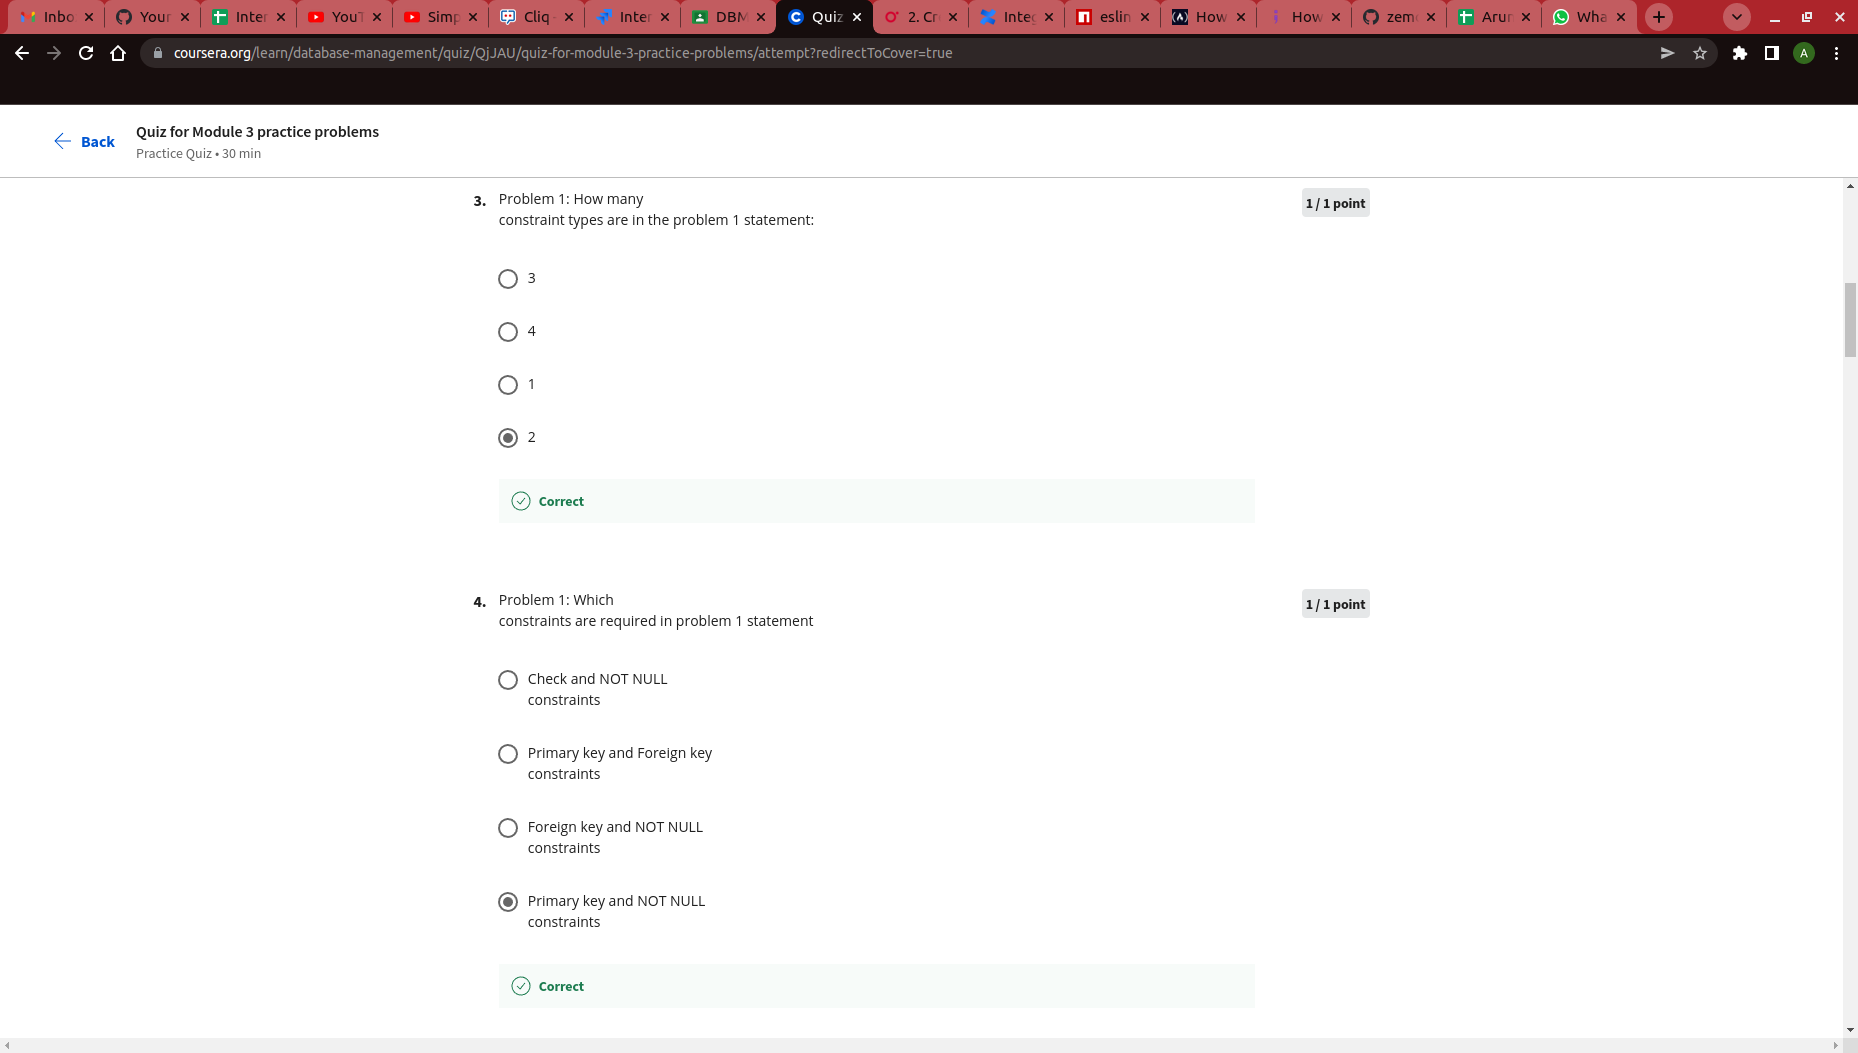 Inbo
Your
Inter
YouT
Simp
Cliq
Inter
DBM
Quiz
2. Cr
Integ
eslin
How
How
zem
Arur
Wha
coursera.org/learn/database-management/quiz/QjJAU/quiz-for-module-3-practice-problems/attempt?redirectToCover=true
A
Back
Quiz for Module 3 practice problems
Practice Quiz • 30 min
3. Problem 1: How many
constraint types are in the problem 1 statement:
1 / 1 point
3
4
1
2
Correct
4. Problem 1: Which
constraints are required in problem 1 statement
1 / 1 point
Check and NOT NULL
constraints
Primary key and Foreign key
constraints
Foreign key and NOT NULL
constraints
Primary key and NOT NULL
constraints
Correct